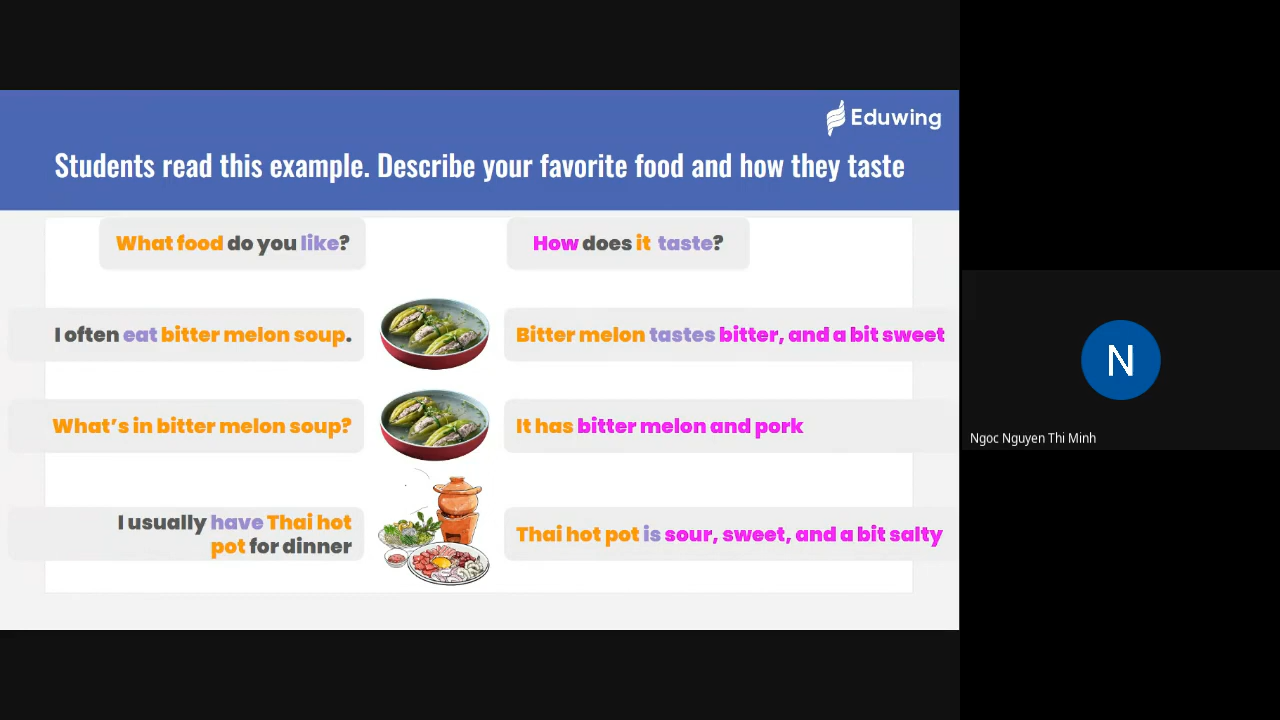 Eduwing
Students read this example. Describe your favorite food and how they taste
What food do you like?
How does it taste?
I often eat bitter melon soup.
Bitter melon tastes bitter, and a bit sweet
What's in bitter melon soup?
It has bitter melon and pork
I usually have Thai hot
pot for dinner
Thai hot pot is sour, sweet, and a bit salty
N
Ngoc Nguyen Thi Minh